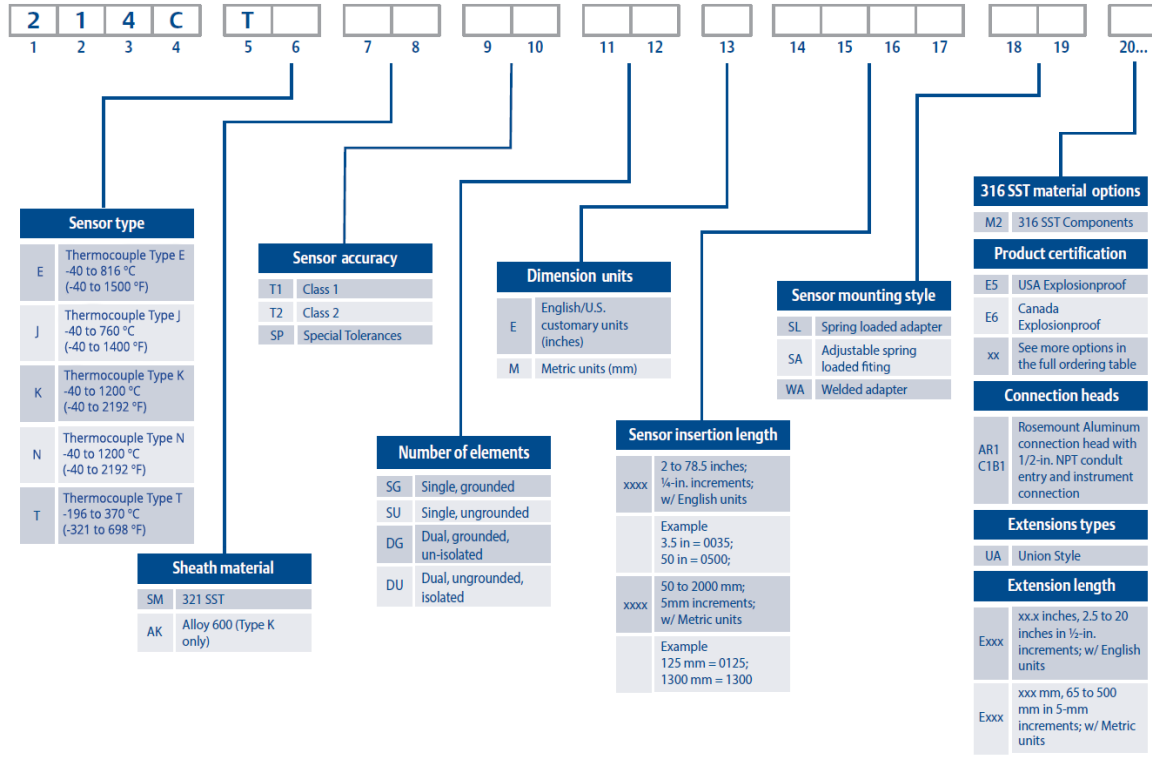 2 1 4 C T
1 2 3 4 5 6 7 8 9 10 11 12 13 14 15 16 17 18 19 20...
Sensor type
E Thermocouple Type E
-40 to 816 °C
(-40 to 1500 °F)
J Thermocouple Type J
-40 to 760 °C
(-40 to 1400 °F)
K Thermocouple Type K
-40 to 1200 °C
(-40 to 2192 °F)
N Thermocouple Type N
-40 to 1200 °C
(-40 to 2192 °F)
T Thermocouple Type T
-196 to 370 °C
(-321 to 698 °F)
Sheath material
SM 321 SST
AK Alloy 600 (Type K
only)
Sensor accuracy
T1 Class 1
T2 Class 2
SP Special Tolerances
Number of elements
SG Single, grounded
SU Single, ungrounded
DG Dual, grounded,
un-isolated
DU Dual, ungrounded,
isolated
Dimension units
E English/U.S.
customary units
(inches)
M Metric units (mm)
Sensor insertion length
xxxx 2 to 78.5 inches;
¼-in. increments;
w/ English units
Example
3.5 in = 0035;
50 in = 0500;
xxxx 50 to 2000 mm;
5mm increments;
w/ Metric units
Example
125 mm = 0125;
1300 mm = 1300
Sensor mounting style
SL Spring loaded adapter
SA Adjustable spring
loaded fiting
WA Welded adapter
316 SST material options
M2 316 SST Components
Product certification
E5 USA Explosionproof
E6 Canada
Explosionproof
xx See more options in
the full ordering table
Connection heads
AR1
C1B1
Rosemount Aluminum
connection head with
1/2-in. NPT condult
entry and instrument
connection
Extensions types
UA Union Style
Extension length
Exxx xx.x inches, 2.5 to 20
inches in ½-in.
increments; w/ English
units
Exxx xxx mm, 65 to 500
mm in 5-mm
increments; w/ Metric
units